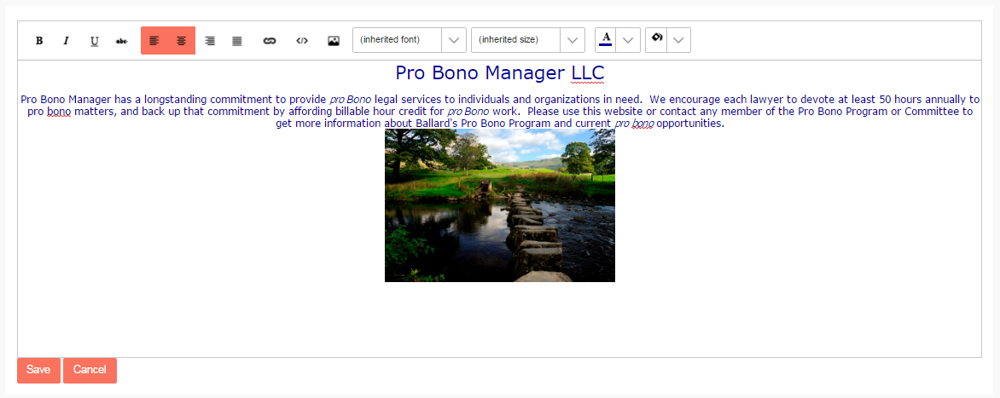 B I U abc (inherited font) (inherited size) A
Pro Bono Manager LLC
Pro Bono Manager has a longstanding commitment to provide pro Bono legal services to individuals and organizations in need.  We encourage each lawyer to devote at least 50 hours annually to
pro bono matters, and back up that commitment by affording billable hour credit for pro Bono work.  Please use this website or contact any member of the Pro Bono Program or Committee to
get more information about Ballard's Pro Bono Program and current pro bono opportunities.
Save Cancel